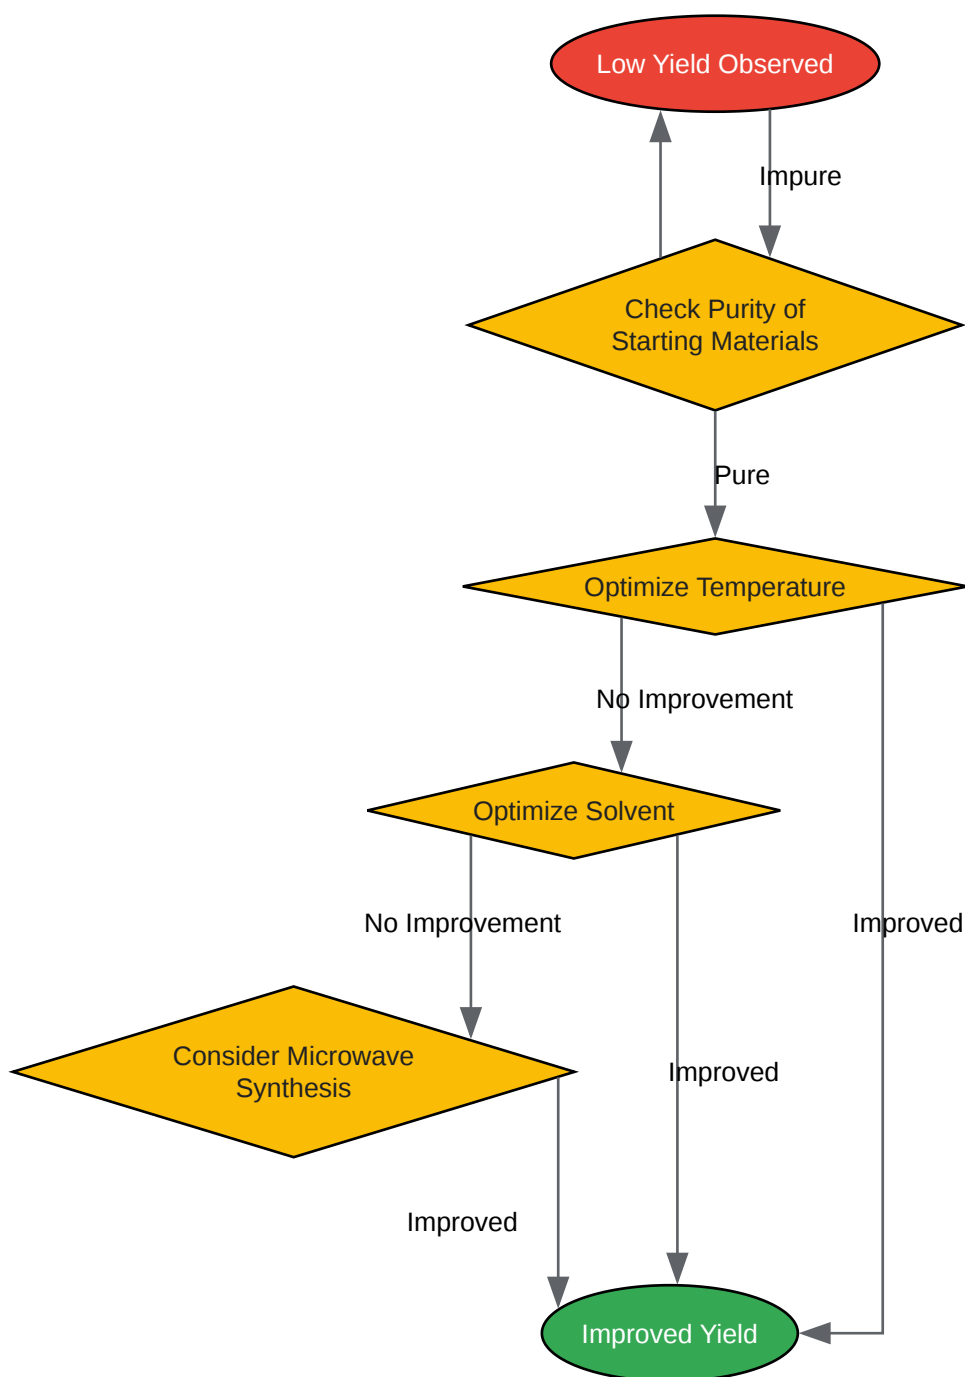 Low Yield Observed
Impure
Check Purity of
Starting Materials
Pure
Optimize Temperature
No Improvement
Optimize Solvent
No Improvement
Improved
Consider Microwave
Synthesis
Improved
Improved
Improved Yield